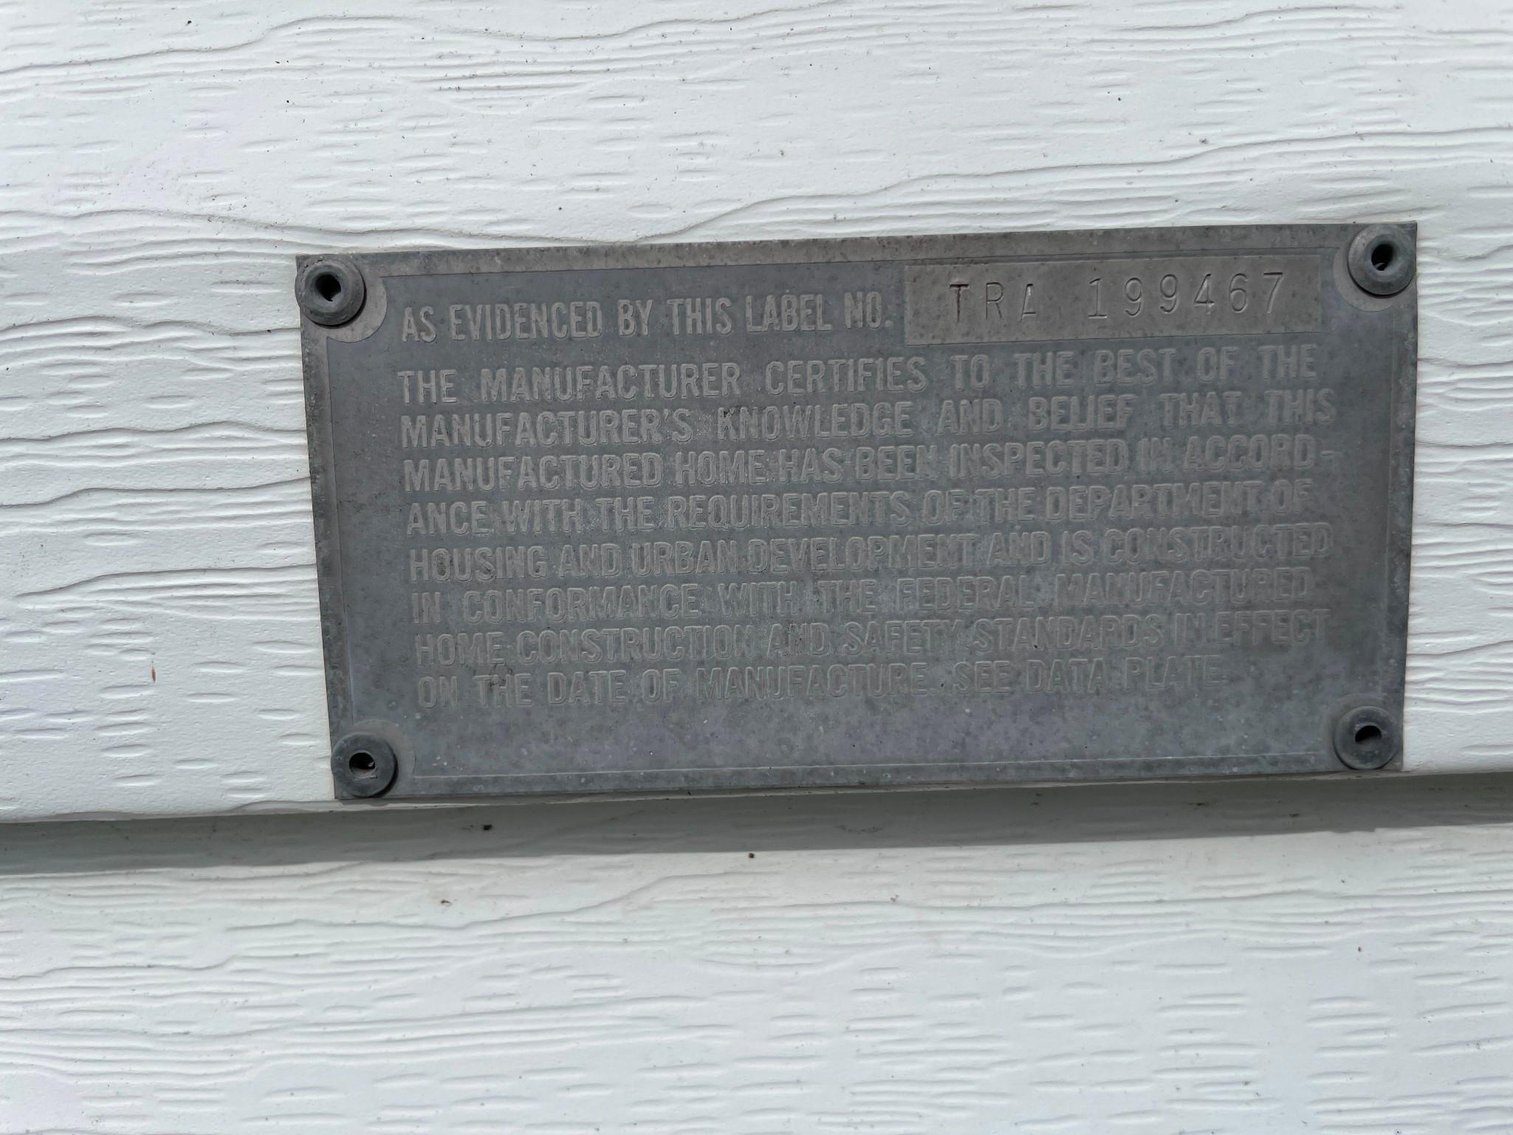 AS EVIDENCED BY THIS LABEL NO. TRA 199467
THE MANUFACTURER CERTIFIES TO THE BEST OF THE
MANUFACTURER'S KNOWLEDGE AND BELIEF THAT THIS
MANUFACTURED HOME HAS BEEN INSPECTED IN ACCORD-
ANCE WITH THE REQUIREMENTS OF THE DEPARTMENT OF
HOUSING AND URBAN DEVELOPMENT AND IS CONSTRUCTED
IN CONFORMANCE WITH THE FEDERAL MANUFACTURED
HOME CONSTRUCTION AND SAFETY STANDARDS IN EFFECT
ON THE DATE OF MANUFACTURE. SEE DATA PLATE.